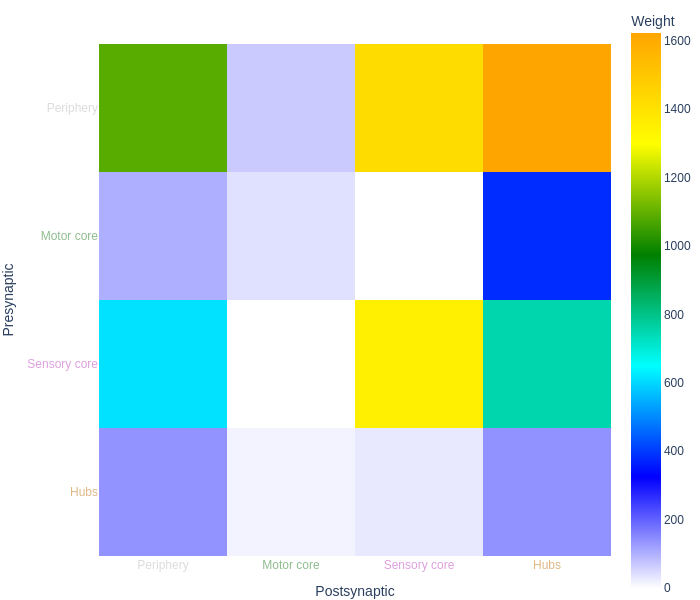 Weight
1600
1400
1200
1000
800
600
400
200
0
Presynaptic
Periphery
Motor core
Sensory core
Hubs
Periphery Motor core Sensory core Hubs
Postsynaptic